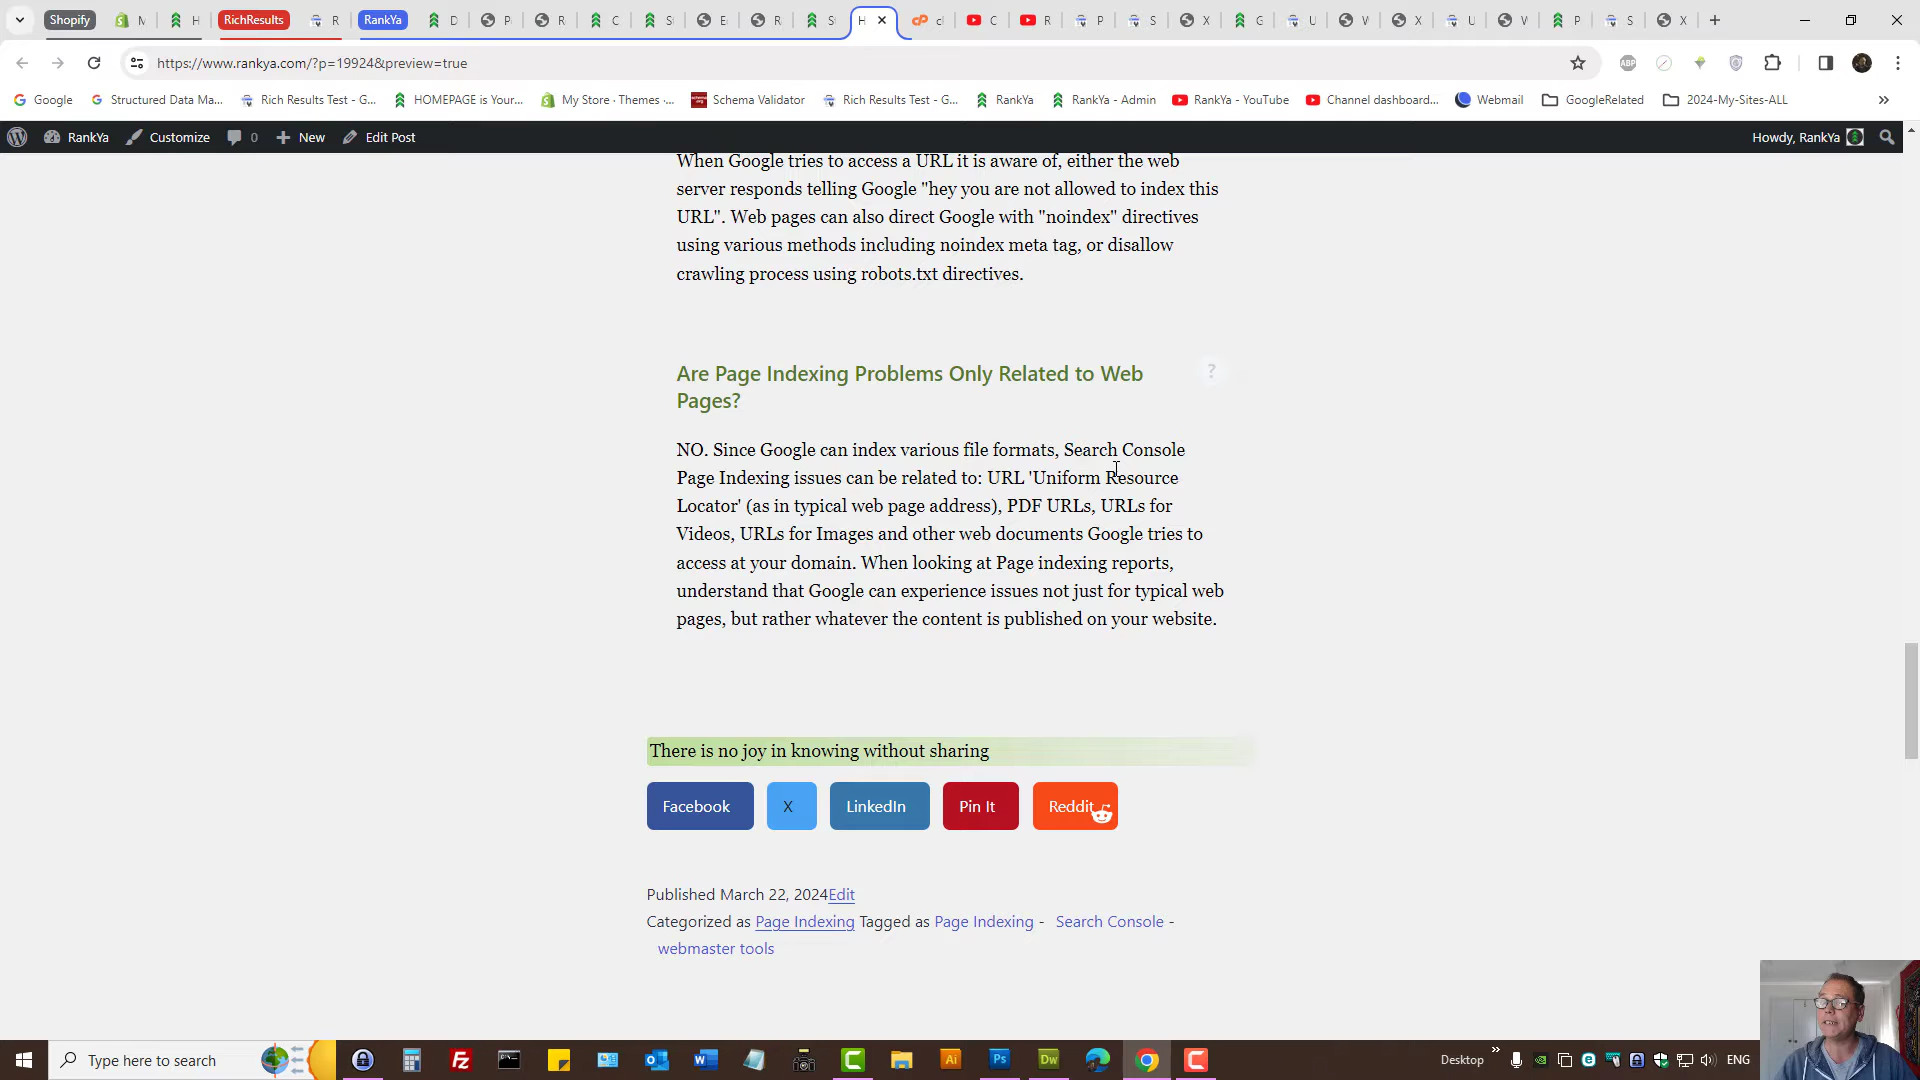 Shopify M H RichResults R RankYa D P R C S E R S H cl C R P S X G U V X U V P S X
https://www.rankya.com/?p=19924&preview=true
Google Structured Data Ma... Rich Results Test - G... HOMEPAGE is Your... My Store · Themes ·... Schema Validator Rich Results Test - G... RankYa RankYa - Admin RankYa - YouTube Channel dashboard... Webmail GoogleRelated 2024-My-Sites-ALL
RankYa Customize 0 New Edit Post Howdy, RankYa
When Google tries to access a URL it is aware of, either the web
server responds telling Google "hey you are not allowed to index this
URL". Web pages can also direct Google with "noindex" directives
using various methods including noindex meta tag, or disallow
crawling process using robots.txt directives.
Are Page Indexing Problems Only Related to Web
Pages?
?
NO. Since Google can index various file formats, Search Console
Page Indexing issues can be related to: URL 'Uniform Resource
Locator' (as in typical web page address), PDF URLs, URLs for
Videos, URLs for Images and other web documents Google tries to
access at your domain. When looking at Page indexing reports,
understand that Google can experience issues not just for typical web
pages, but rather whatever the content is published on your website.
There is no joy in knowing without sharing
Facebook X LinkedIn Pin It Reddit
Published March 22, 2024Edit
Categorized as Page Indexing Tagged as Page Indexing - Search Console -
webmaster tools
Type here to search Desktop ENG